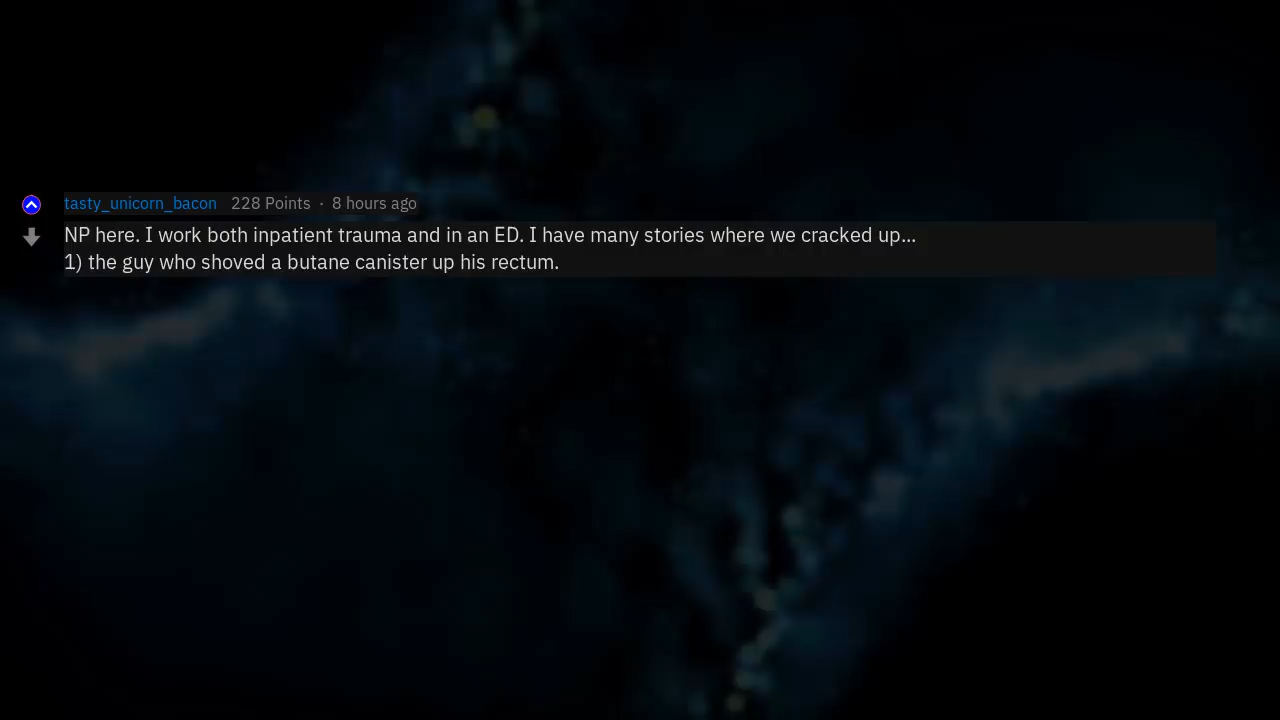 tasty_unicorn_bacon 228 Points · 8 hours ago
NP here. I work both inpatient trauma and in an ED. I have many stories where we cracked up...
1) the guy who shoved a butane canister up his rectum.